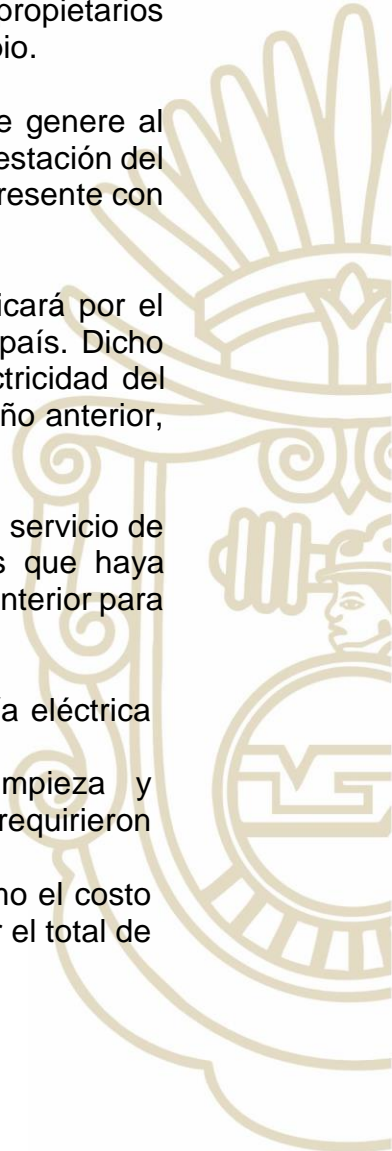 propietarios
pio.
e genere al
estación del
resente con
icará por el
país. Dicho
ctricidad del
ño anterior,
servicio de
s que haya
nterior para
ía eléctrica
mpieza y
requirieron
no el costo
r el total de